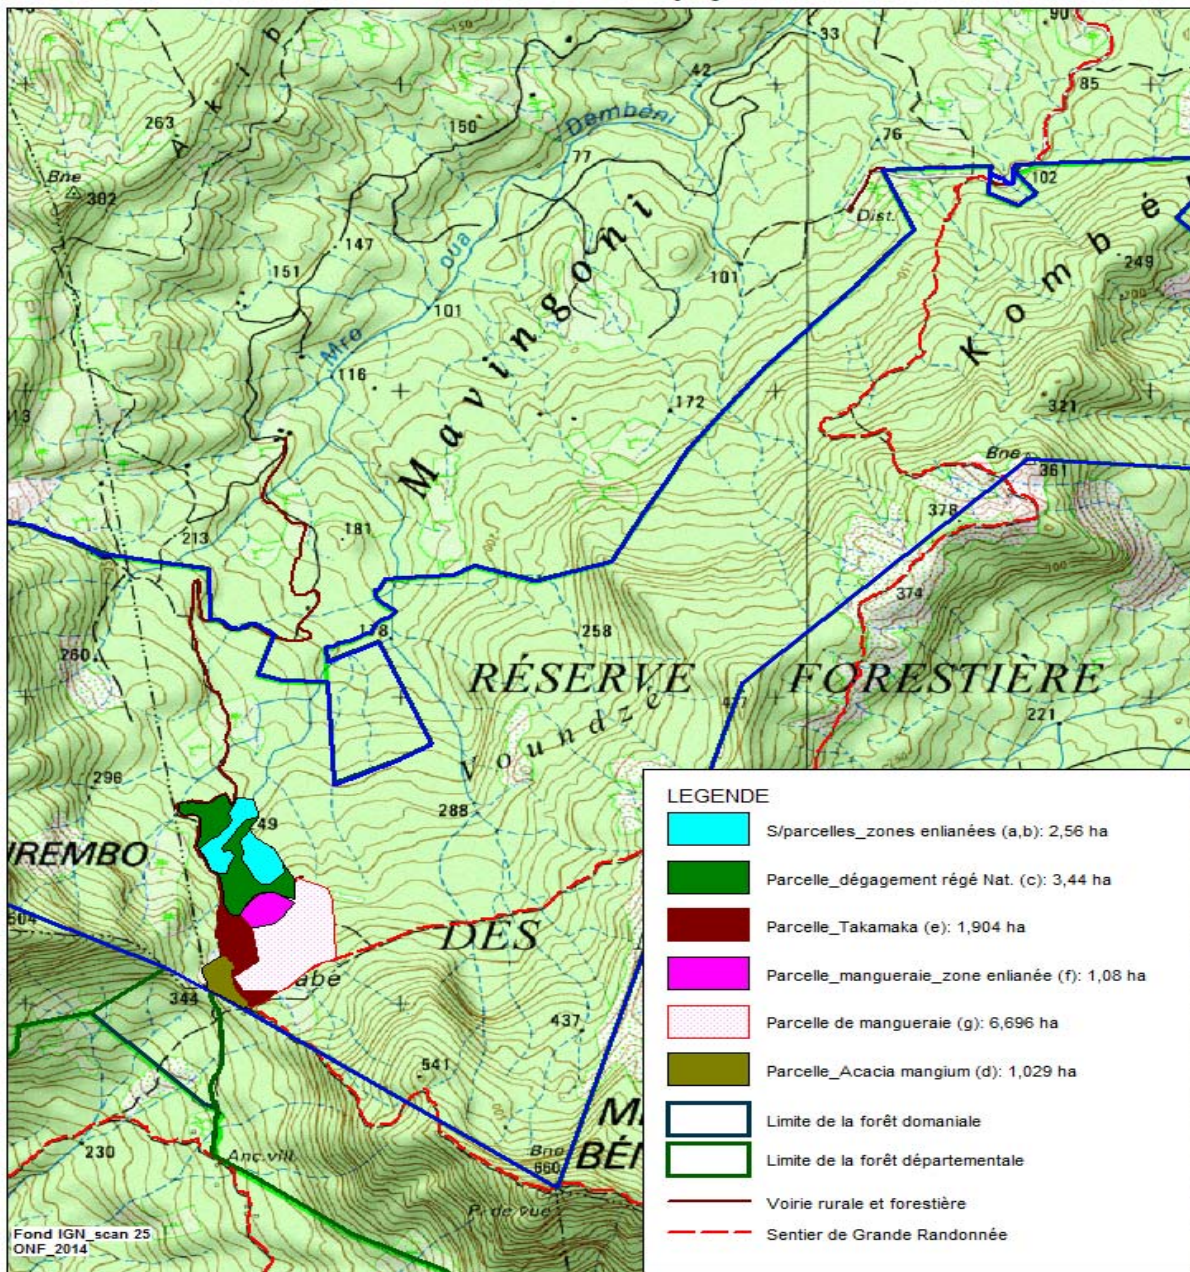 90
33
85
42
b
263
k
A
150
Dembéni
76
77
Bne
302
102
Dist.
é
147
b
249
151
101
m
oua
Mavingoni
o
101
K
Mro
116
172
321
Bne
361
378
213
181
374
178
258
260
RÉSERVE FORESTIÈRE
Voundzé
221
296
288
49
504
DES
abé
344
437
541
230
Anc.vill.
Bne
660
BÉN
P. de vue
Fond IGN_scan 25
ONF_2014
LEGENDE
S/parcelles_zones enlianées (a,b): 2,56 ha
Parcelle_dégagement régé Nat. (c): 3,44 ha
Parcelle_Takamaka (e): 1,904 ha
Parcelle_mangueraie_zone enlianée (f): 1,08 ha
Parcelle de mangueraie (g): 6,696 ha
Parcelle_Acacia mangium (d): 1,029 ha
Limite de la forêt domaniale
Limite de la forêt départementale
Voirie rurale et forestière
Sentier de Grande Randonnée